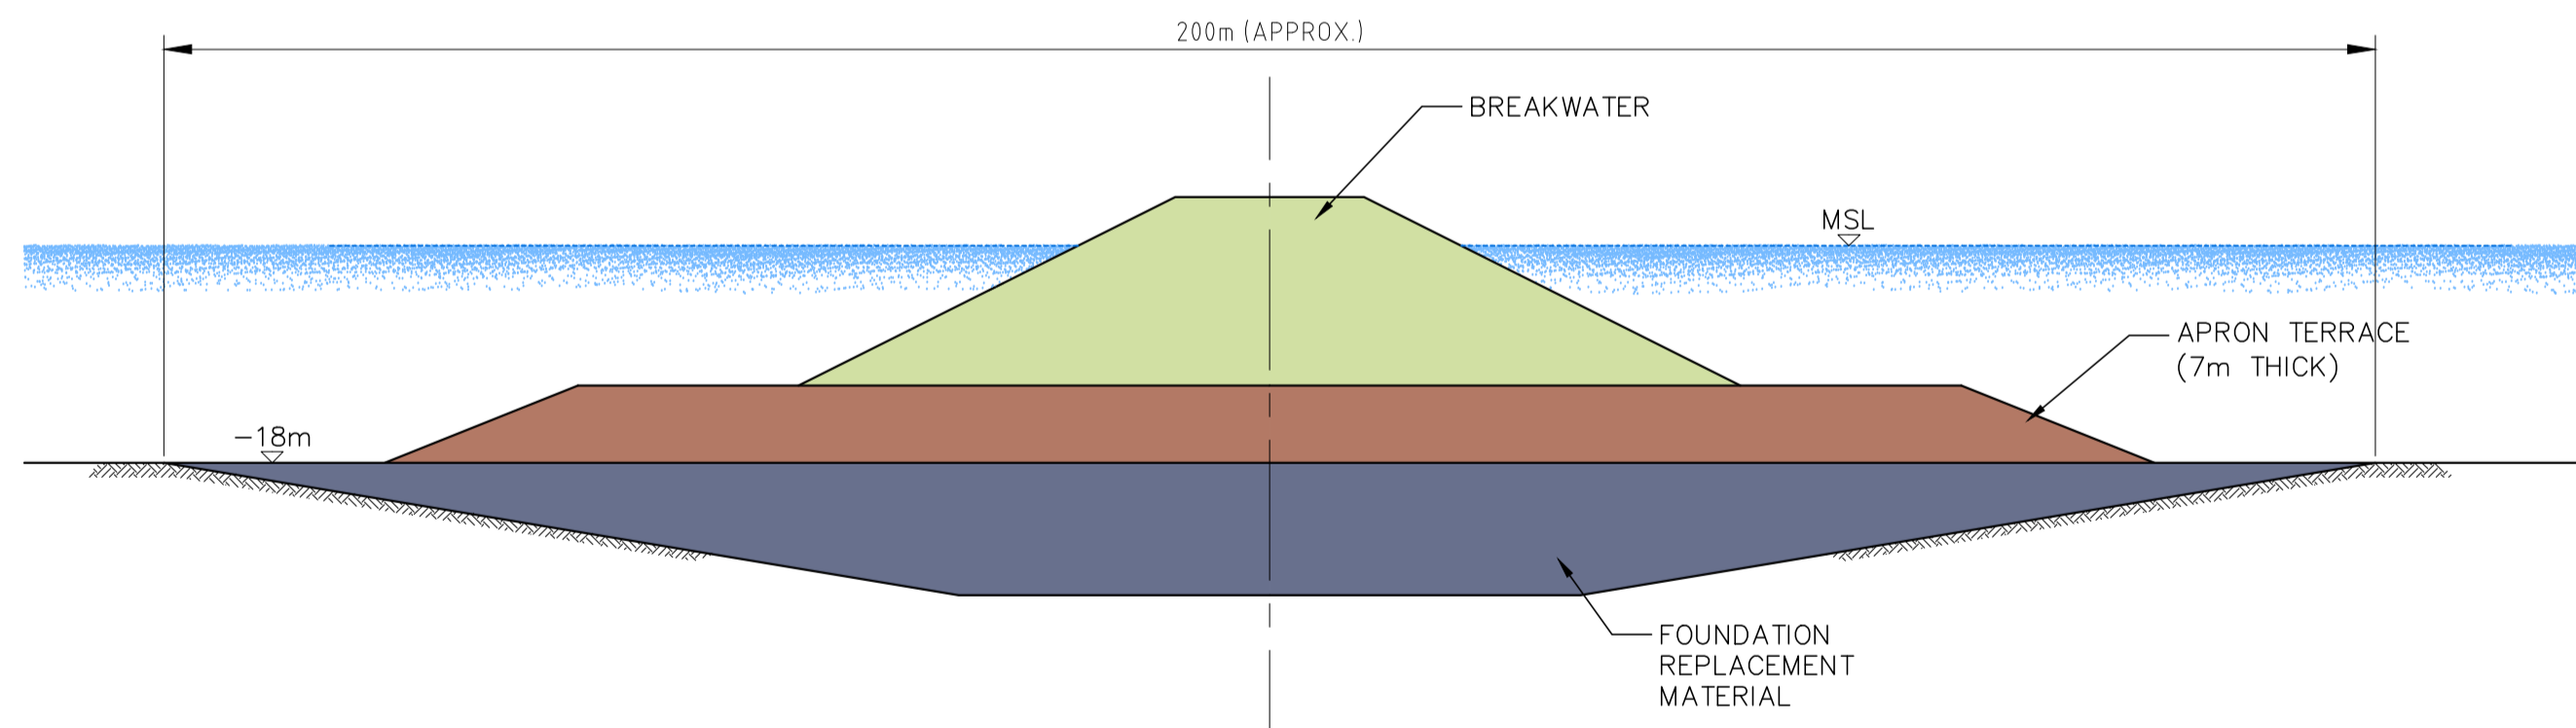 200m (APPROX.)
BREAKWATER
MSL
APRON TERRACE
(7m THICK)
-18m
FOUNDATION
REPLACEMENT
MATERIAL